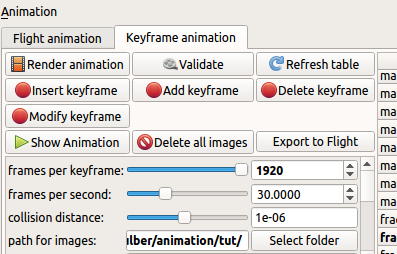 Animation
Flight animation Keyframe animation
Render animation Validate Refresh table
Insert keyframe Add keyframe Delete keyframe
Modify keyframe
Show Animation Delete all images Export to Flight
frames per keyframe: 1920
frames per second: 30.0000
collision distance: 1e-06
path for images: ılber/animation/tut/ Select folder
ma
ma
ma
ma
ma
ma
ma
frac
ma
fra